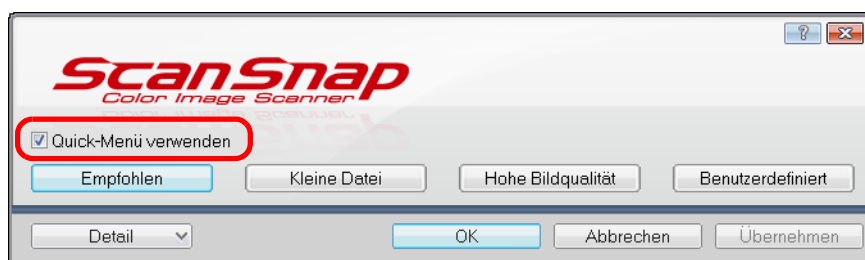 ScanSnap
Color Image Scanner
Quick-Menü verwenden
Empfohlen Kleine Datei Hohe Bildqualität Benutzerdefiniert
Detail OK Abbrechen Übernehmen